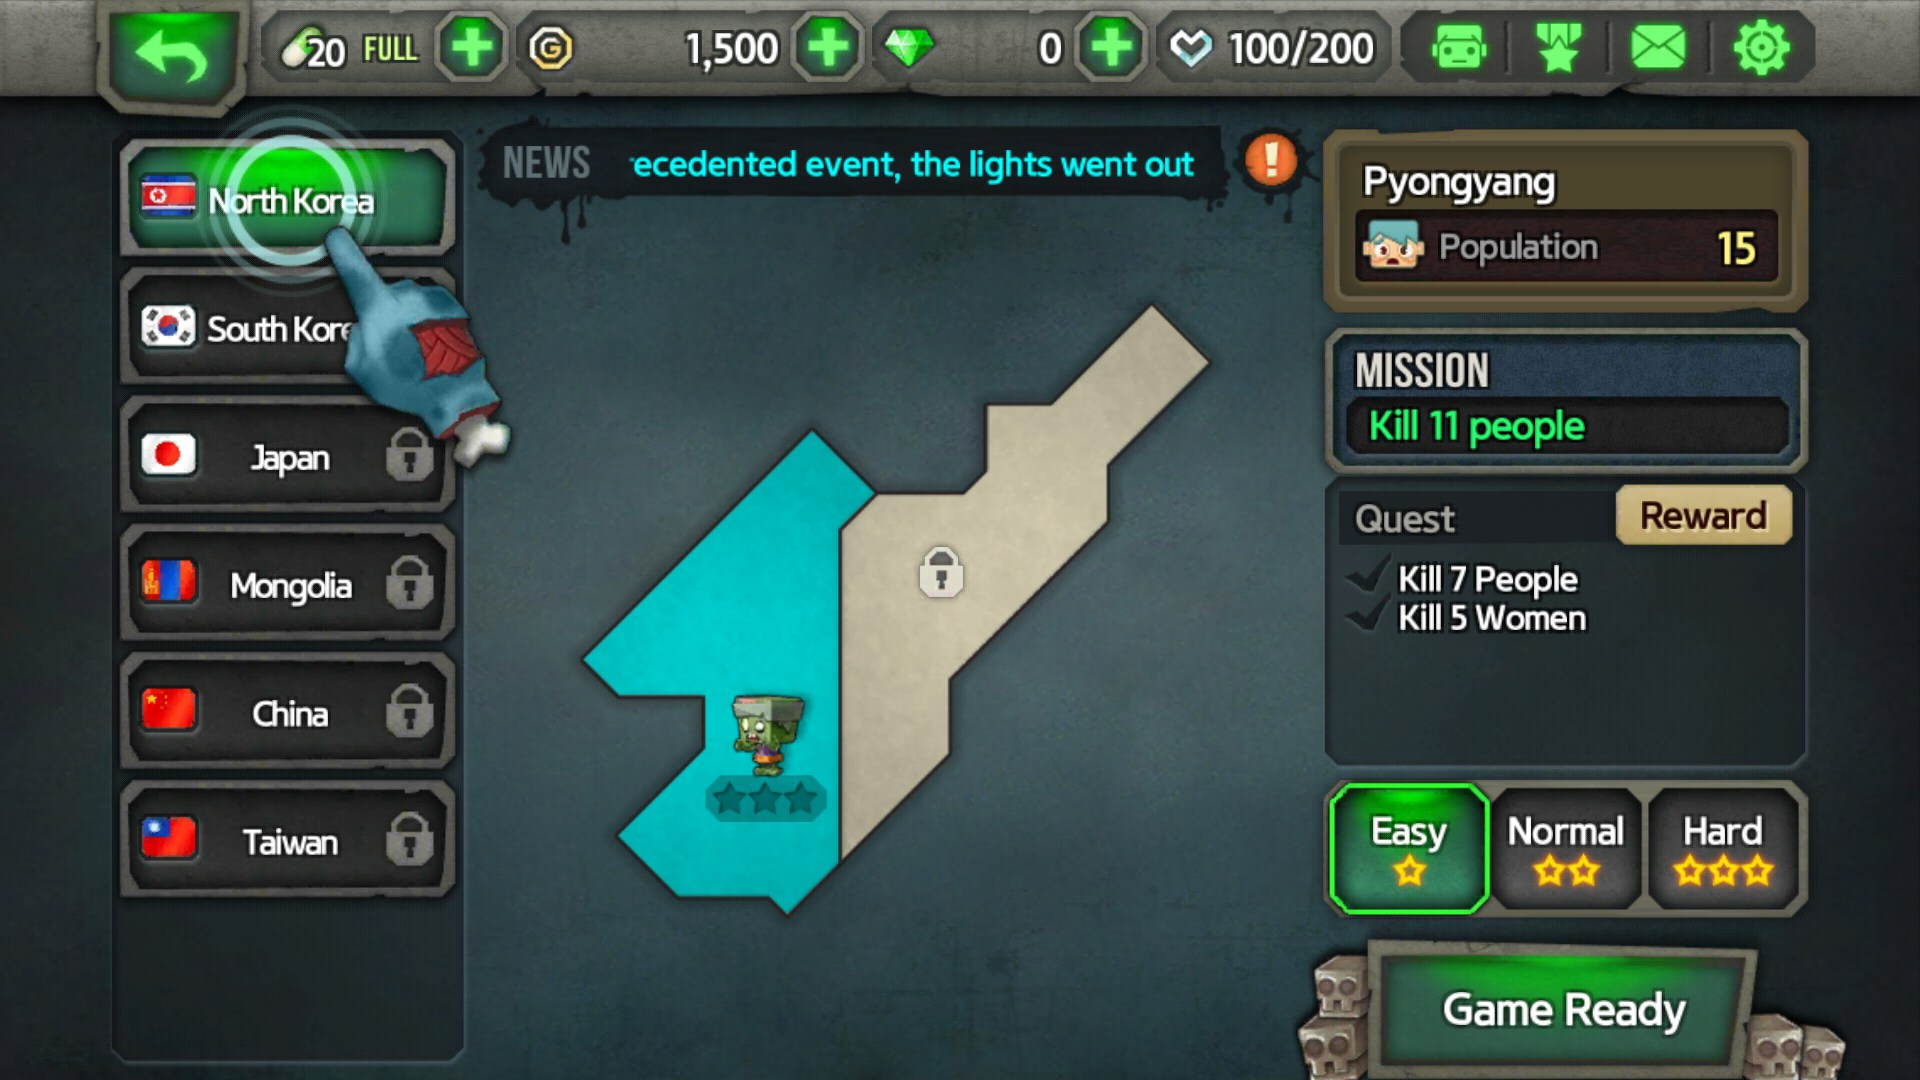 20 FULL
1,500
0
100/200
North Korea
South Kore
Japan
Mongolia
China
Taiwan
NEWS
ecedented event, the lights went out
Pyongyang
Population 15
MISSION
Kill 11 people
Quest Reward
Kill 7 People
Kill 5 Women
Easy Normal Hard
Game Ready